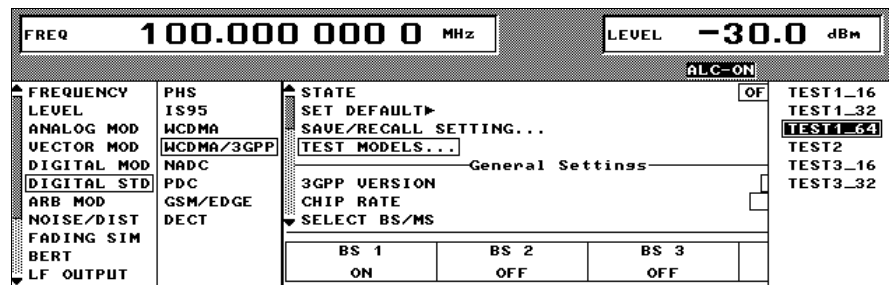 FREQ 100.000 000 0 MHz LEVEL -30.0 dBm
ALC-ON
FREQUENCY
LEVEL
ANALOG MOD
VECTOR MOD
DIGITAL MOD
DIGITAL STD
ARB MOD
NOISE/DIST
FADING SIM
BERT
LF OUTPUT
PHS
IS95
WCDMA
WCDMA/3GPP
NADC
PDC
GSM/EDGE
DECT
STATE OF
SET DEFAULT▶
SAVE/RECALL SETTING...
TEST MODELS...
General Settings
3GPP VERSION
CHIP RATE
SELECT BS/MS
BS 1 BS 2 BS 3
ON OFF OFF
TEST1_16
TEST1_32
TEST1_64
TEST2
TEST3_16
TEST3_32